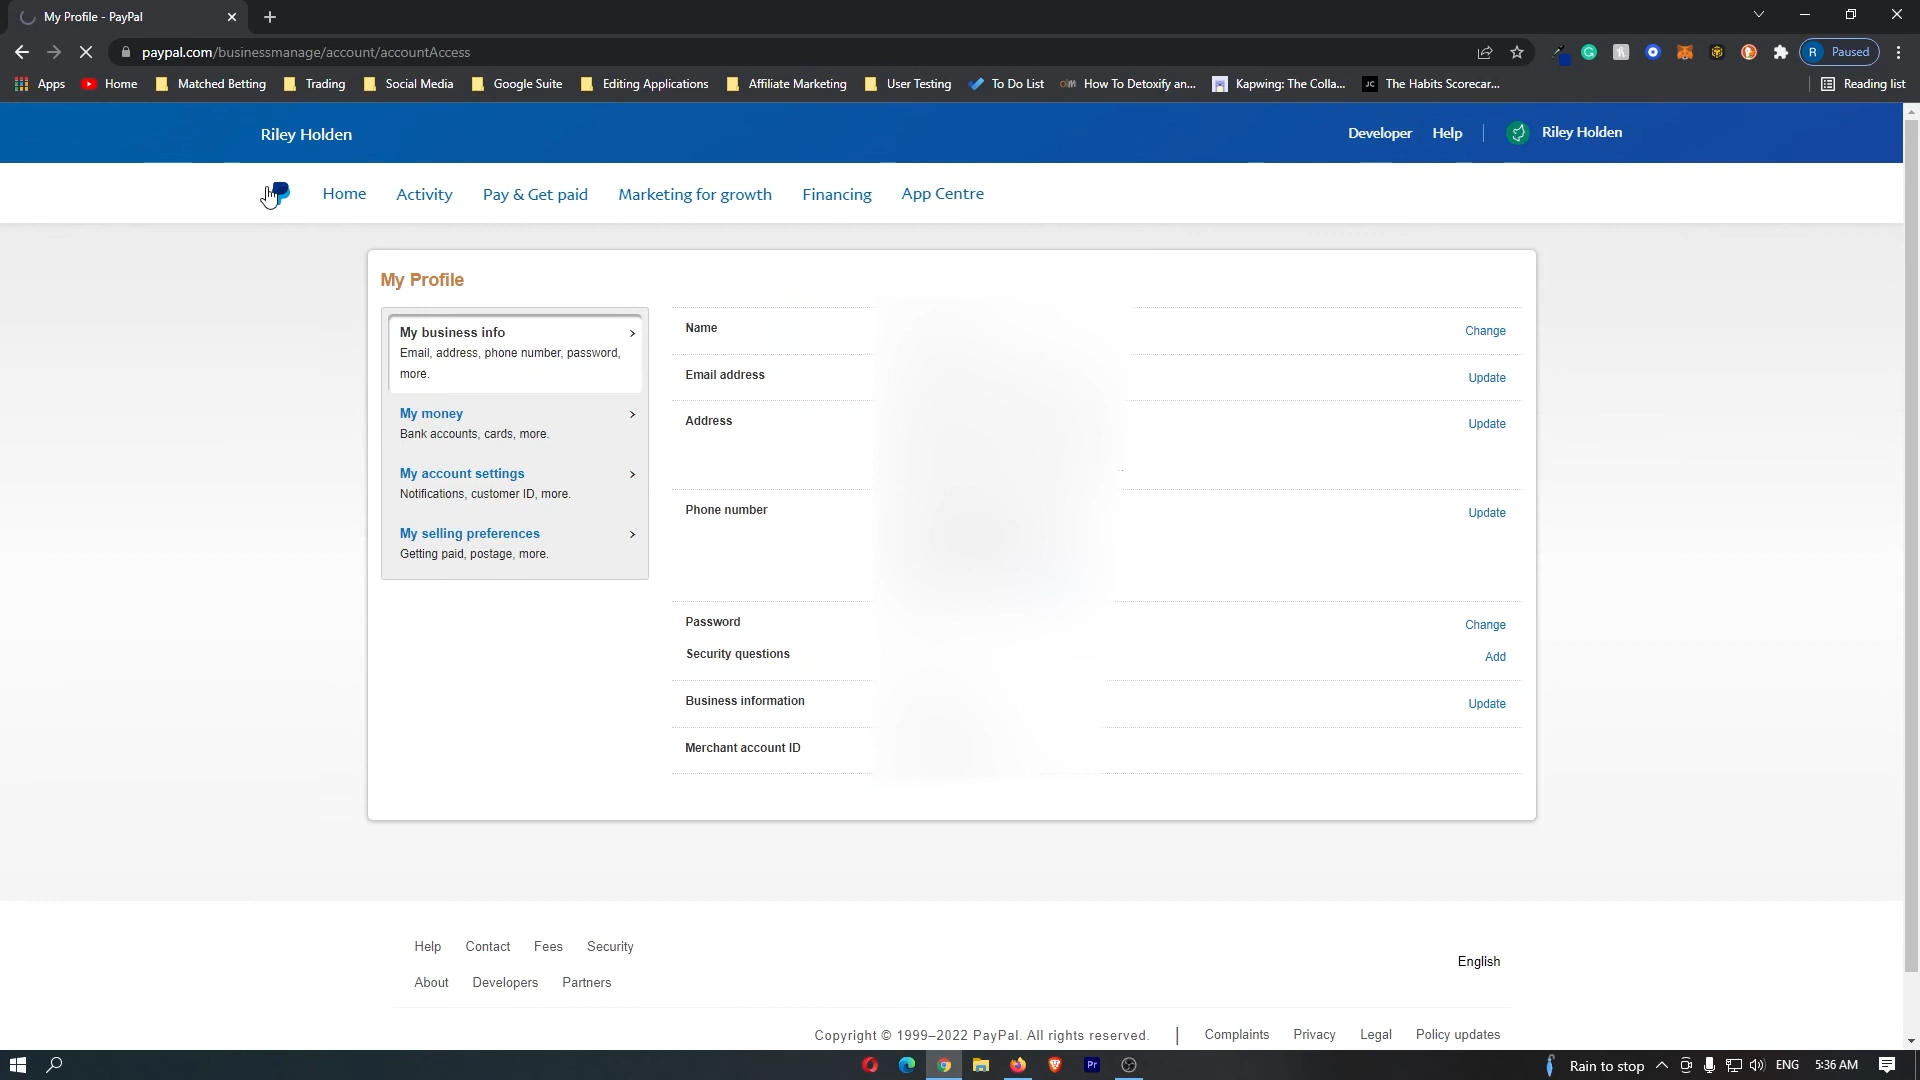 My Profile - PayPal
paypal.com/businessmanage/account/accountAccess
R Paused
Apps Home Matched Betting Trading Social Media Google Suite Editing Applications Affiliate Marketing User Testing To Do List How To Detoxify an... Kapwing: The Colla... JC The Habits Scorecar... Reading list
Riley Holden Developer Help Riley Holden
Home Activity Pay & Get paid Marketing for growth Financing App Centre
My Profile
My business info
Email, address, phone number, password,
more.
My money
Bank accounts, cards, more.
My account settings
Notifications, customer ID, more.
My selling preferences
Getting paid, postage, more.
Name Change
Email address Update
Address Update
Phone number Update
Password Change
Security questions Add
Business information Update
Merchant account ID
Help Contact Fees Security
About Developers Partners
English
Copyright © 1999–2022 PayPal. All rights reserved. | Complaints Privacy Legal Policy updates
Pr Rain to stop ENG 5:36 AM